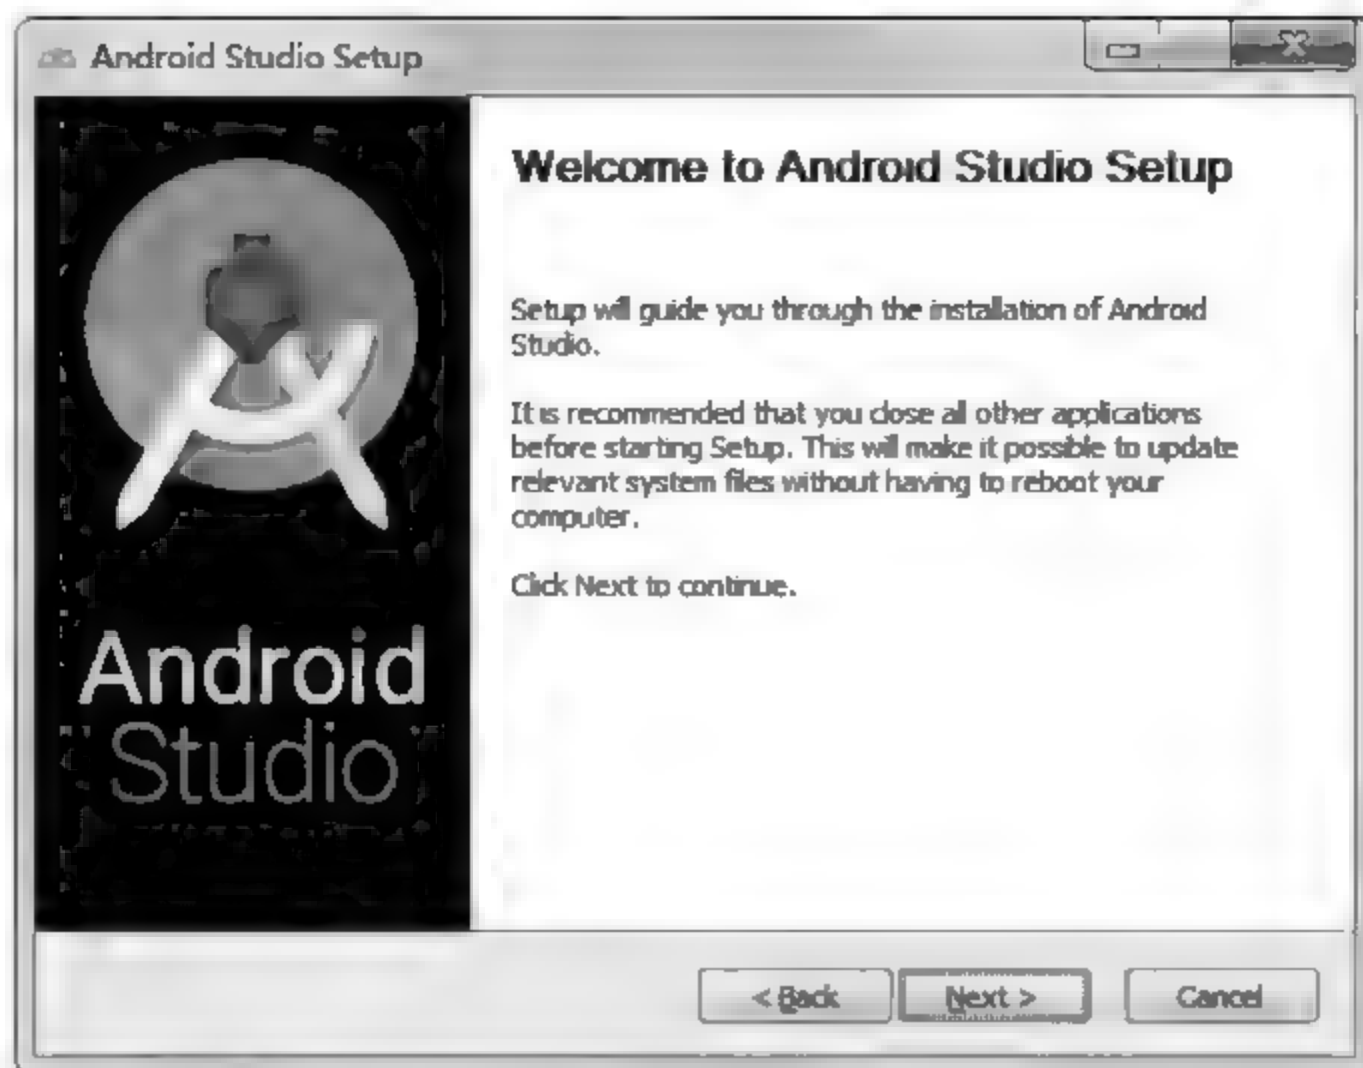 Android Studio Setup
Welcome to Android Studio Setup
Setup will guide you through the installation of Android
Studio.
It is recommended that you close all other applications
before starting Setup. This will make it possible to update
relevant system files without having to reboot your
computer.
Click Next to continue.
Android
Studio
< Back
Next >
Cancel